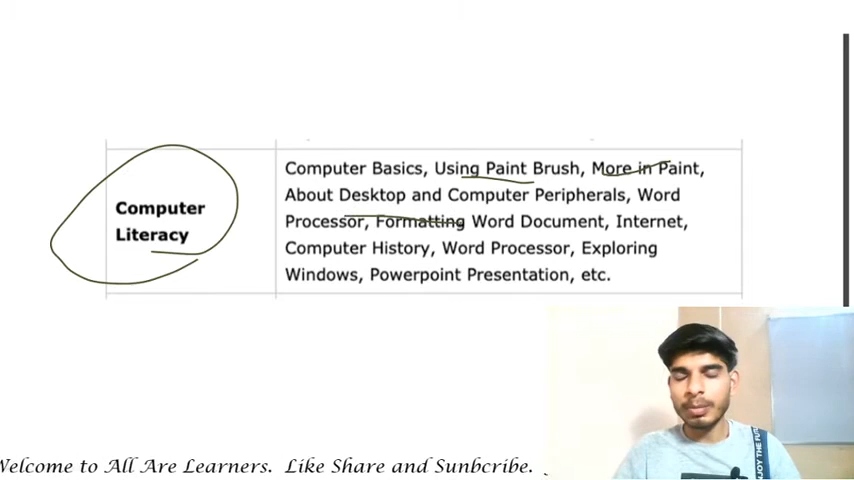 Computer
Literacy
Computer Basics, Using Paint Brush, More in Paint,
About Desktop and Computer Peripherals, Word
Processor, Formatting Word Document, Internet,
Computer History, Word Processor, Exploring
Windows, Powerpoint Presentation, etc.
Welcome to All Are Learners. Like Share and Sunbcribe.